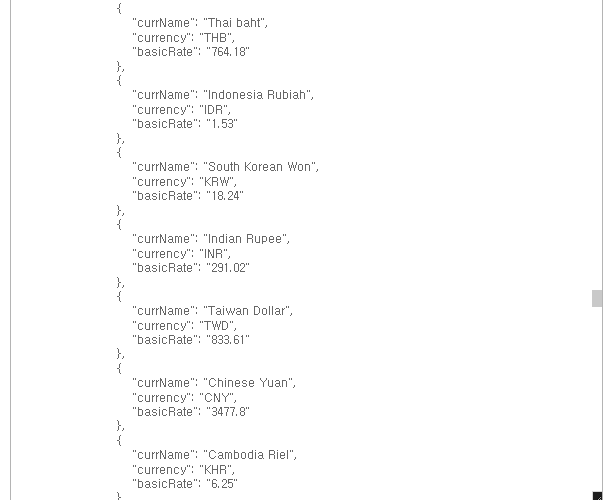 {
"currName": "Thai baht",
"currency": "THB",
"basicRate": "764.18"
},
{
"currName": "Indonesia Rubiah",
"currency": "IDR",
"basicRate": "1.53"
},
{
"currName": "South Korean Won",
"currency": "KRW",
"basicRate": "18.24"
},
{
"currName": "Indian Rupee",
"currency": "INR",
"basicRate": "291.02"
},
{
"currName": "Taiwan Dollar",
"currency": "TWD",
"basicRate": "833.61"
},
{
"currName": "Chinese Yuan",
"currency": "CNY",
"basicRate": "3477.8"
},
{
"currName": "Cambodia Riel",
"currency": "KHR",
"basicRate": "6.25"
}